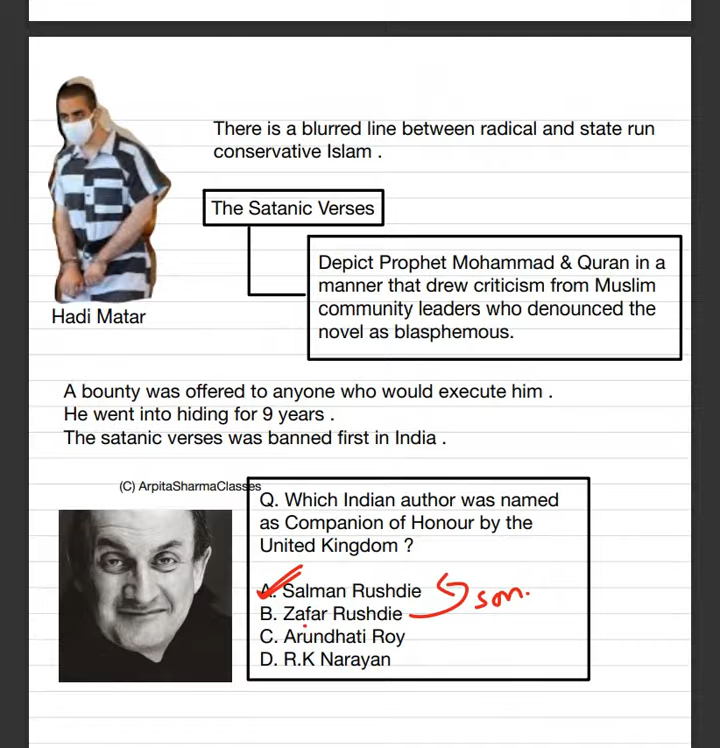 There is a blurred line between radical and state run
conservative Islam .
The Satanic Verses
Depict Prophet Mohammad & Quran in a
manner that drew criticism from Muslim
community leaders who denounced the
novel as blasphemous.
Hadi Matar
A bounty was offered to anyone who would execute him .
He went into hiding for 9 years .
The satanic verses was banned first in India .
(C) ArpitaSharmaClasses
Q. Which Indian author was named
as Companion of Honour by the
United Kingdom ?
A. Salman Rushdie
B. Zafar Rushdie
son.
C. Arundhati Roy
D. R.K Narayan